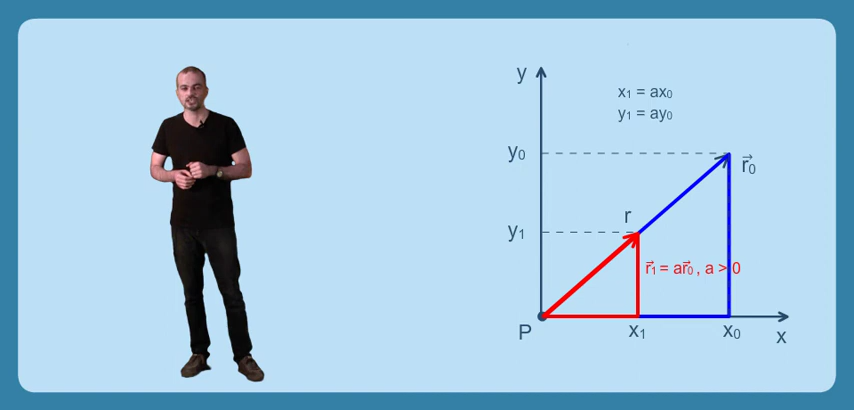 y
x₁ = ax₀
y₁ = ay₀
y₀
r⃗₀
r
y₁
r⃗₁ = ar⃗₀ , a > 0
P
x₁
x₀
x